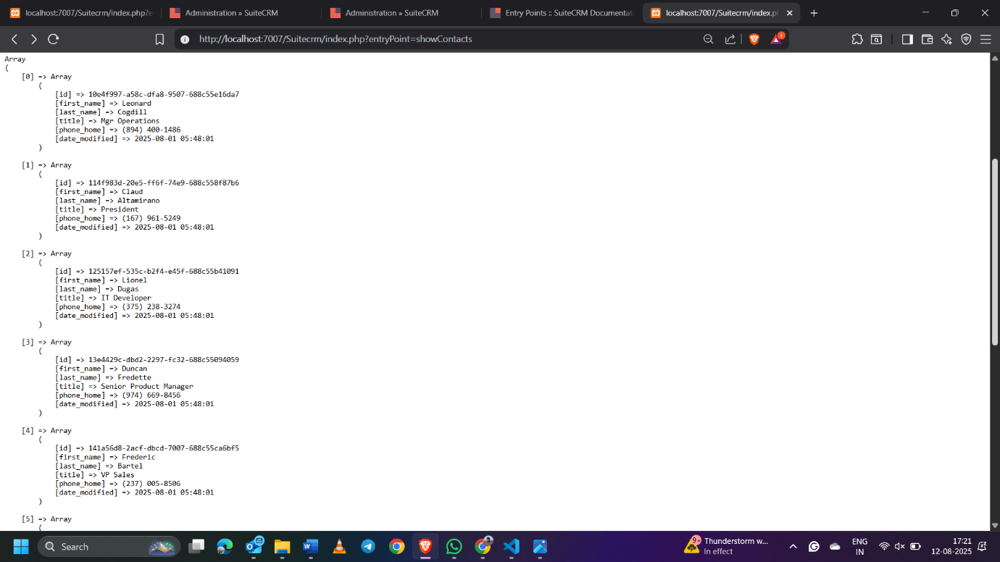 localhost:7007/Suitecrm/index.php?e
Administration » SuiteCRM
Administration » SuiteCRM
Entry Points :: SuiteCRM Documentat
localhost:7007/Suitecrm/index.p
http://localhost:7007/Suitecrm/index.php?entryPoint=showContacts
1
Array
(
[0] => Array
(
[id] => 10e4f997-a58c-dfa8-9507-688c55e16da7
[first_name] => Leonard
[last_name] => Cogdill
[title] => Mgr Operations
[phone_home] => (894) 400-1486
[date_modified] => 2025-08-01 05:48:01
)
[1] => Array
(
[id] => 114f983d-20e5-ff6f-74e9-688c558f87b6
[first_name] => Claud
[last_name] => Altamirano
[title] => President
[phone_home] => (167) 961-5249
[date_modified] => 2025-08-01 05:48:01
)
[2] => Array
(
[id] => 125157ef-535c-b2f4-e45f-688c55b41091
[first_name] => Lionel
[last_name] => Dugas
[title] => IT Developer
[phone_home] => (375) 238-3274
[date_modified] => 2025-08-01 05:48:01
)
[3] => Array
(
[id] => 13e4429c-dbd2-2297-fc32-688c55094059
[first_name] => Duncan
[last_name] => Fredette
[title] => Senior Product Manager
[phone_home] => (974) 669-8456
[date_modified] => 2025-08-01 05:48:01
)
[4] => Array
(
[id] => 141a56d8-2acf-dbcd-7007-688c55ca6bf5
[first_name] => Frederic
[last_name] => Bartel
[title] => VP Sales
[phone_home] => (237) 005-8506
[date_modified] => 2025-08-01 05:48:01
)
[5] => Array
(
Search
9+
Thunderstorm w...
In effect
ENG
IN
17:21
12-08-2025